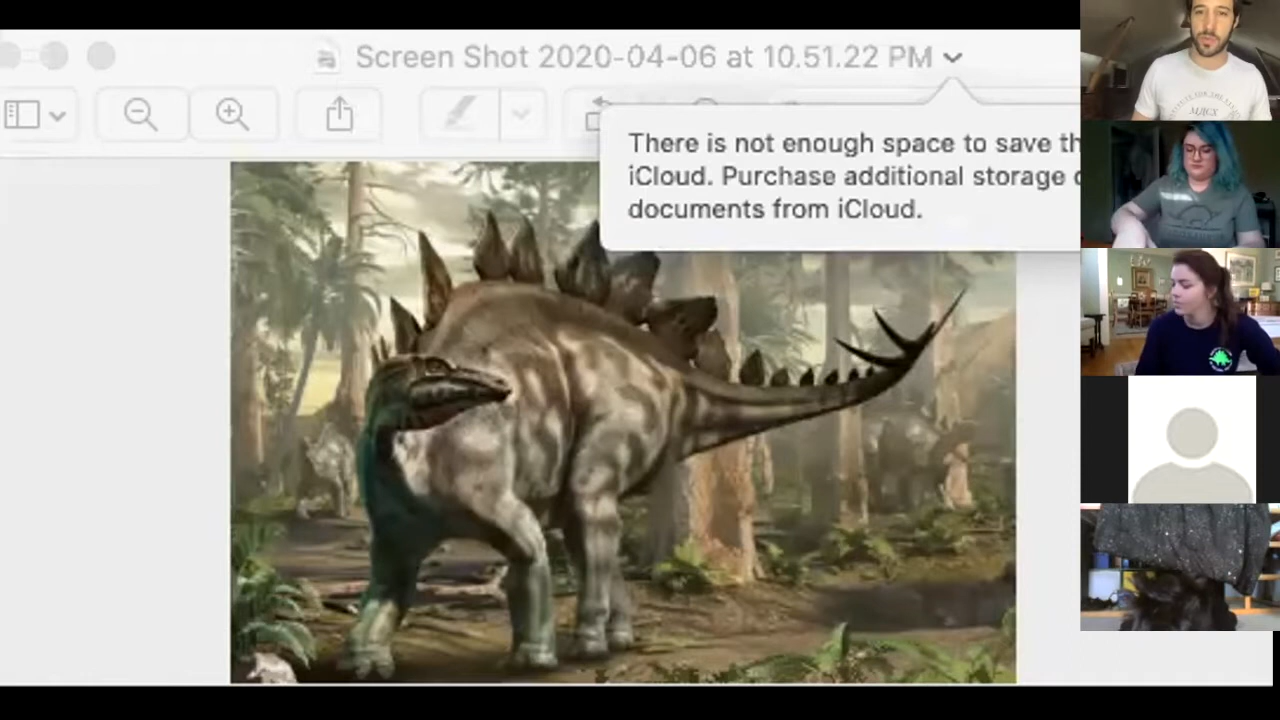 Screen Shot 2020-04-06 at 10.51.22 PM
There is not enough space to save th
iCloud. Purchase additional storage
documents from iCloud.